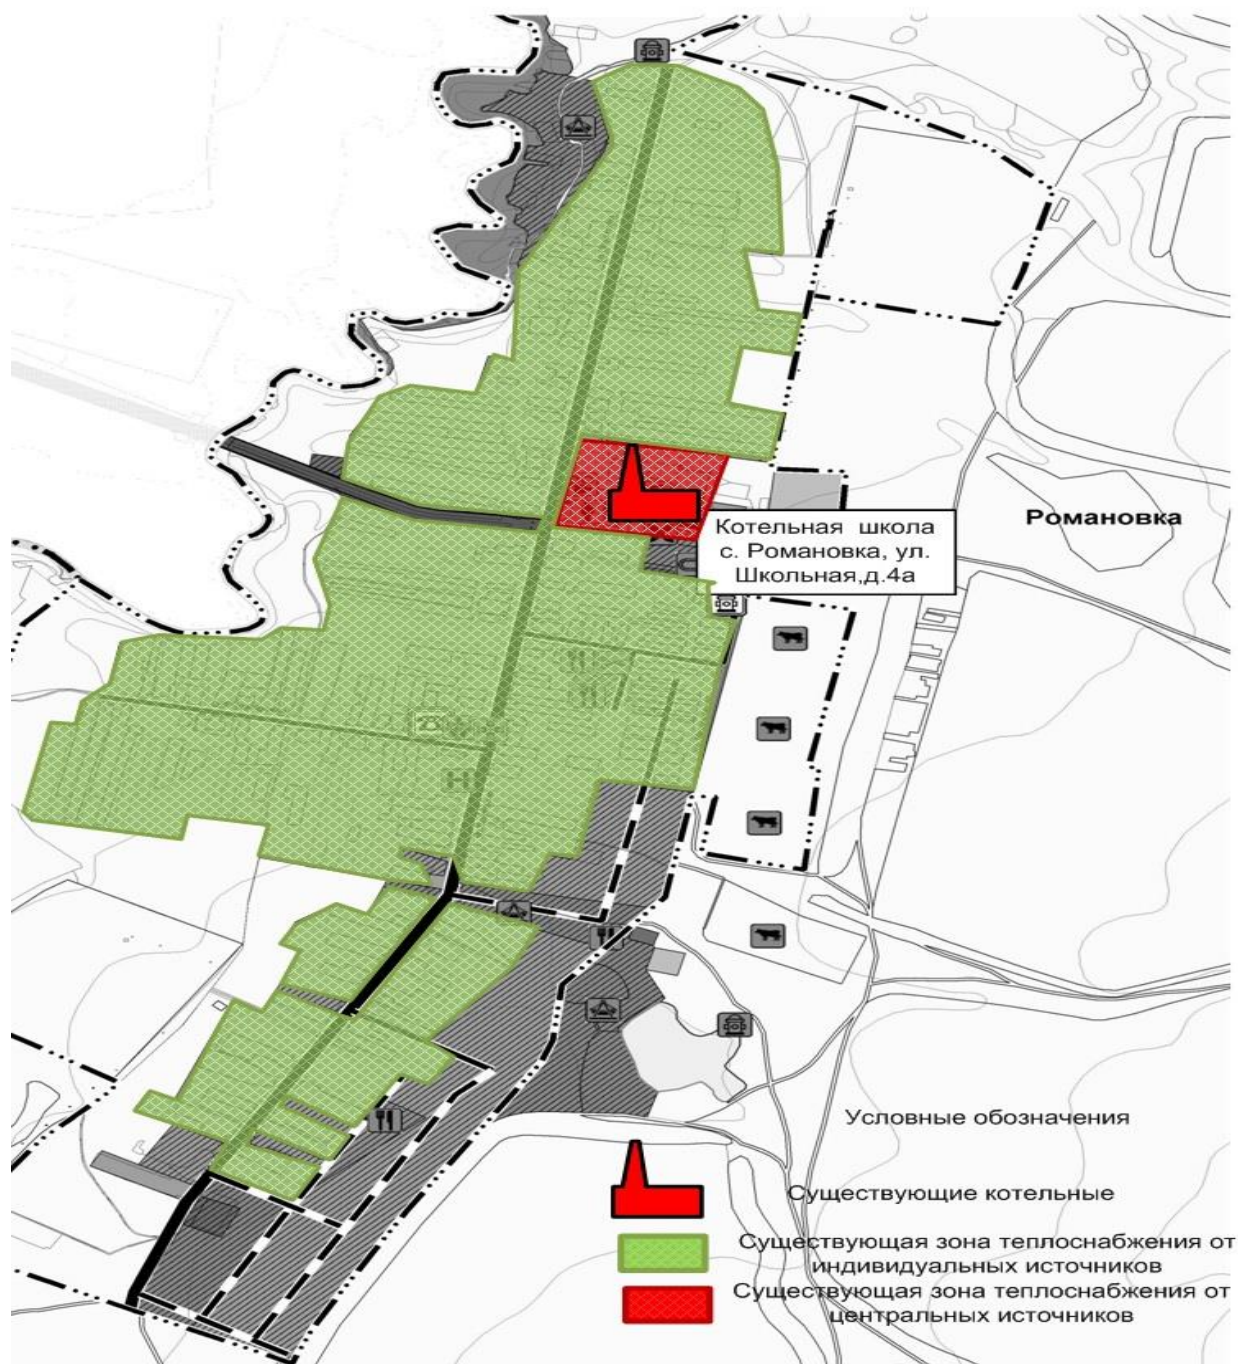 Котельная школа
с. Романовка, ул.
Школьная,д.4а
Романовка
Н
Условные обозначения
Существующие котельные
Существующая зона теплоснабжения от
индивидуальных источников
Существующая зона теплоснабжения от
центральных источников